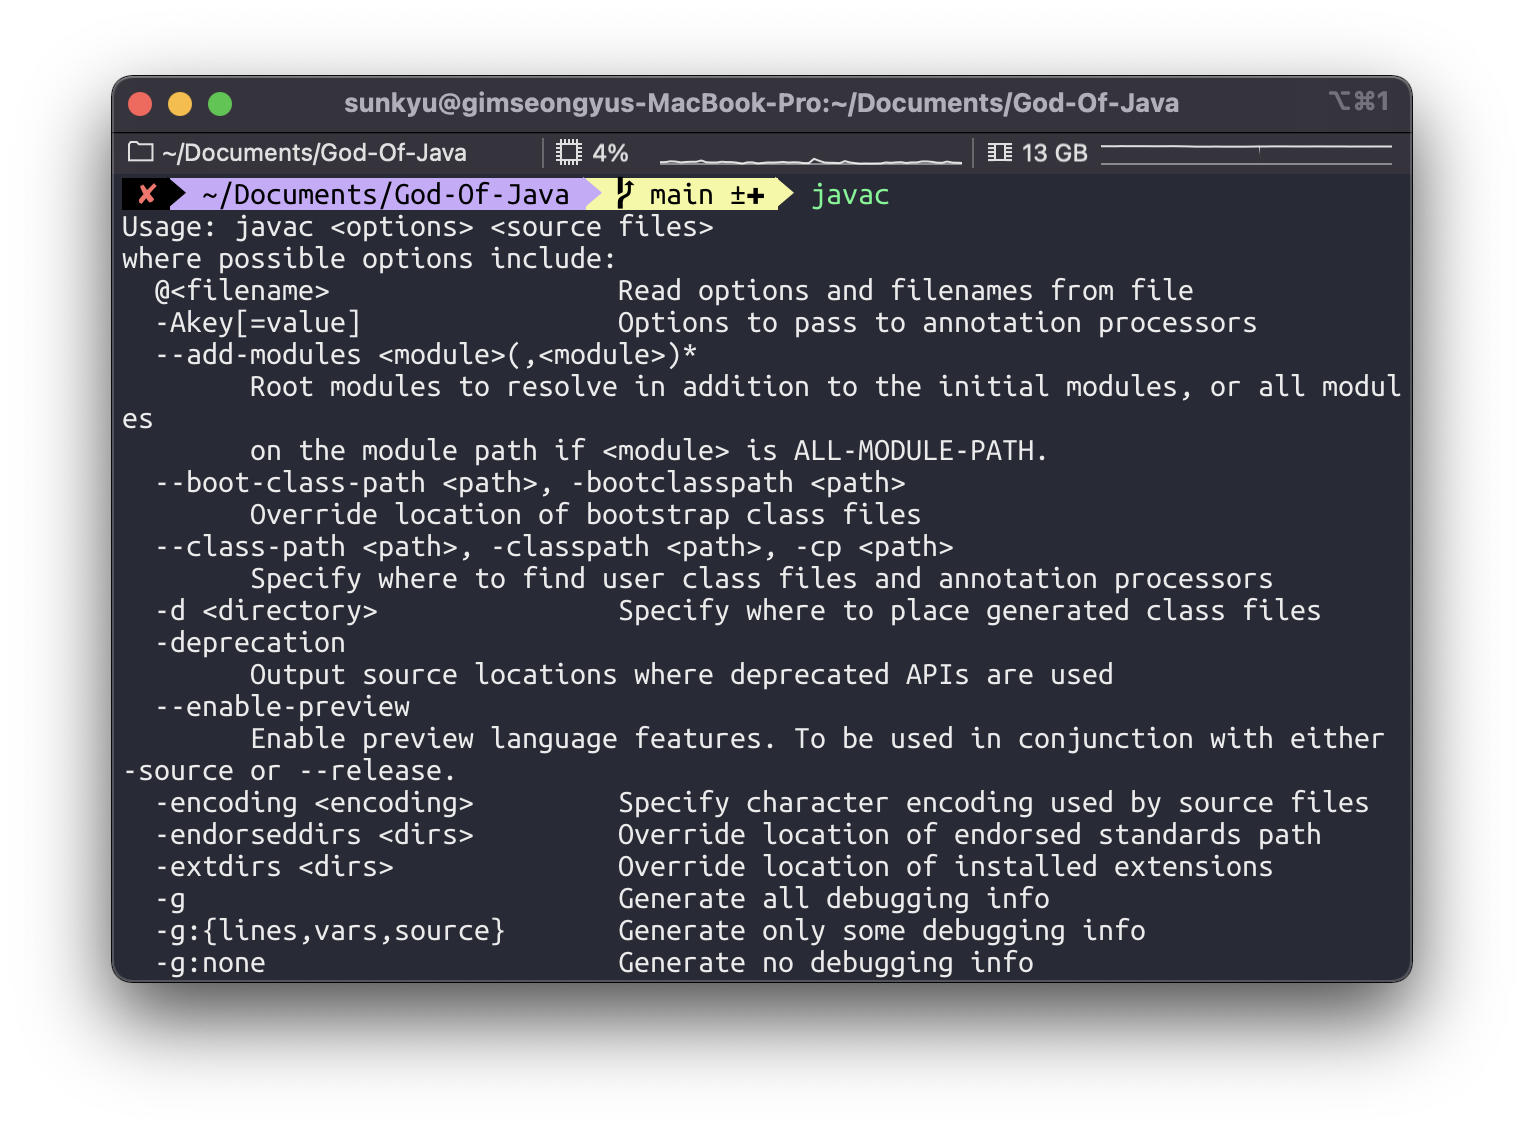 sunkyu@gimseongyus-MacBook-Pro:~/Documents/God-Of-Java
⌥⌘1
~/Documents/God-Of-Java
4%
13 GB
✘ ~/Documents/God-Of-Java main ±✚ javac
Usage: javac <options> <source files>
where possible options include:
  @<filename>                  Read options and filenames from file
  -Akey[=value]                Options to pass to annotation processors
  --add-modules <module>(,<module>)*
        Root modules to resolve in addition to the initial modules, or all modul
es
        on the module path if <module> is ALL-MODULE-PATH.
  --boot-class-path <path>, -bootclasspath <path>
        Override location of bootstrap class files
  --class-path <path>, -classpath <path>, -cp <path>
        Specify where to find user class files and annotation processors
  -d <directory>               Specify where to place generated class files
  -deprecation
        Output source locations where deprecated APIs are used
  --enable-preview
        Enable preview language features. To be used in conjunction with either
-source or --release.
  -encoding <encoding>         Specify character encoding used by source files
  -endorseddirs <dirs>         Override location of endorsed standards path
  -extdirs <dirs>              Override location of installed extensions
  -g                           Generate all debugging info
  -g:{lines,vars,source}       Generate only some debugging info
  -g:none                      Generate no debugging info